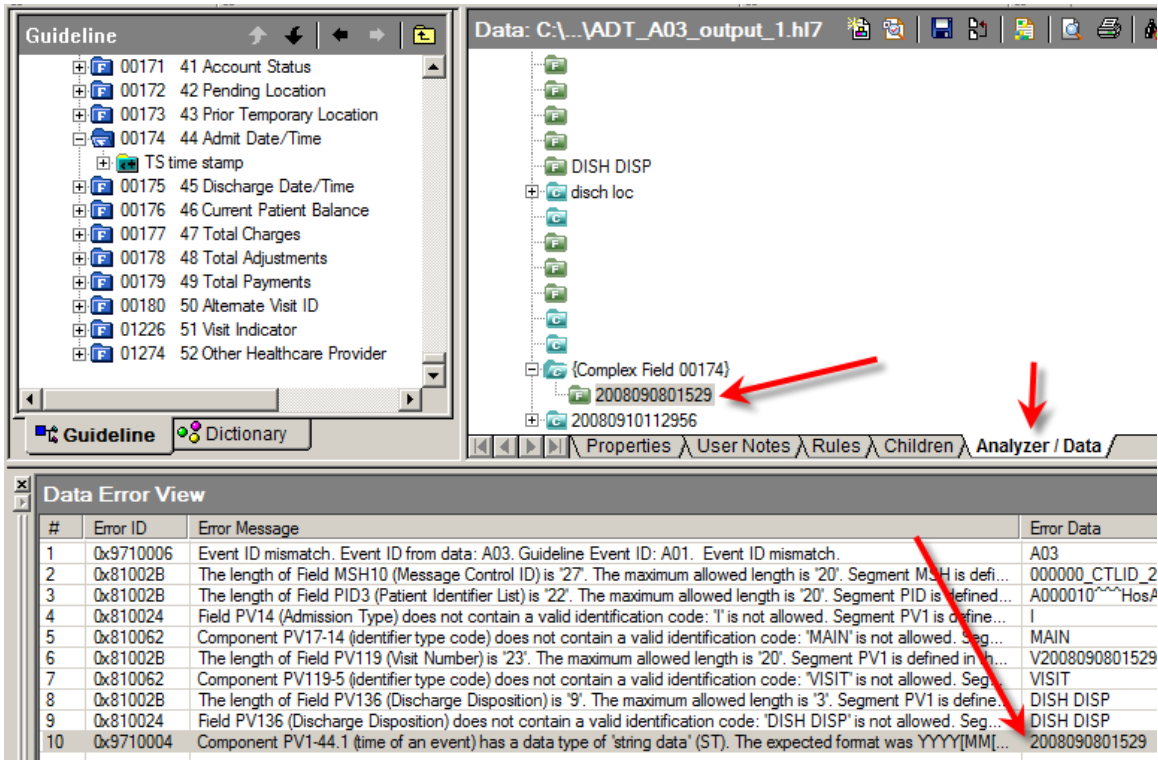 Guideline
00171 41 Account Status
00172 42 Pending Location
00173 43 Prior Temporary Location
00174 44 Admit Date/Time
TS time stamp
00175 45 Discharge Date/Time
00176 46 Current Patient Balance
00177 47 Total Charges
00178 48 Total Adjustments
00179 49 Total Payments
00180 50 Alternate Visit ID
01226 51 Visit Indicator
01274 52 Other Healthcare Provider
Guideline Dictionary
Data: C:\...\ADT_A03_output_1.hl7
DISH DISP
disch loc
{Complex Field 00174}
2008090801529
20080910112956
Properties User Notes Rules Children Analyzer / Data
Data Error View
# Error ID Error Message Error Data
1 0x9710006 Event ID mismatch. Event ID from data: A03. Guideline Event ID: A01. Event ID mismatch. A03
2 0x81002B The length of Field MSH10 (Message Control ID) is '27'. The maximum allowed length is '20'. Segment MSH is defi... 000000_CTLID_2
3 0x81002B The length of Field PID3 (Patient Identifier List) is '22'. The maximum allowed length is '20'. Segment PID is defined... A000010^^^HosA
4 0x810024 Field PV14 (Admission Type) does not contain a valid identification code: 'I' is not allowed. Segment PV1 is define... I
5 0x810062 Component PV17-14 (identifier type code) does not contain a valid identification code: 'MAIN' is not allowed. Seg... MAIN
6 0x81002B The length of Field PV119 (Visit Number) is '23'. The maximum allowed length is '20'. Segment PV1 is defined in th... V2008090801529
7 0x810062 Component PV119-5 (identifier type code) does not contain a valid identification code: 'VISIT' is not allowed. Seg... VISIT
8 0x81002B The length of Field PV136 (Discharge Disposition) is '9'. The maximum allowed length is '3'. Segment PV1 is define... DISH DISP
9 0x810024 Field PV136 (Discharge Disposition) does not contain a valid identification code: 'DISH DISP' is not allowed. Seg... DISH DISP
10 0x9710004 Component PV1-44.1 (time of an event) has a data type of 'string data' (ST). The expected format was YYYY[MM[... 2008090801529